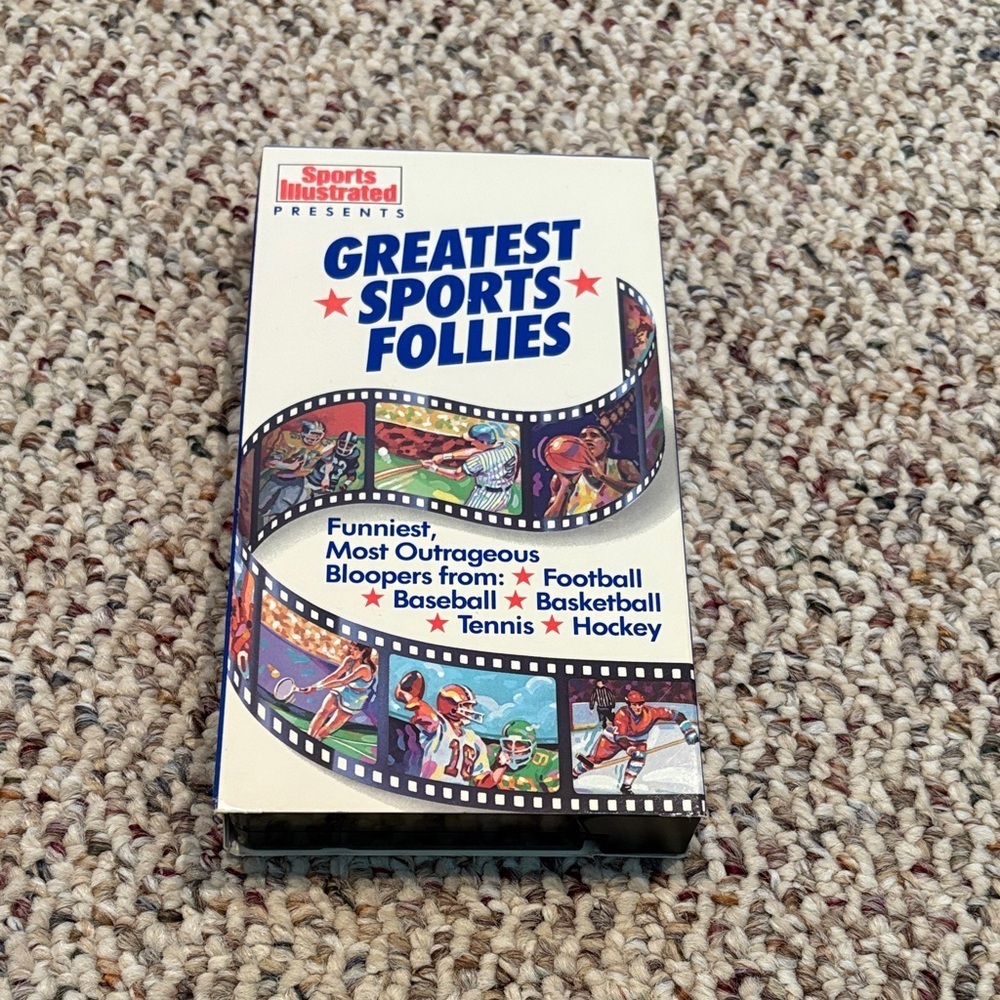 Sports
Illustrated
PRESENTS
GREATEST
★ SPORTS ★
FOLLIES
Funniest,
Most Outrageous
Bloopers from: ★ Football
★ Baseball ★ Basketball
★ Tennis ★ Hockey